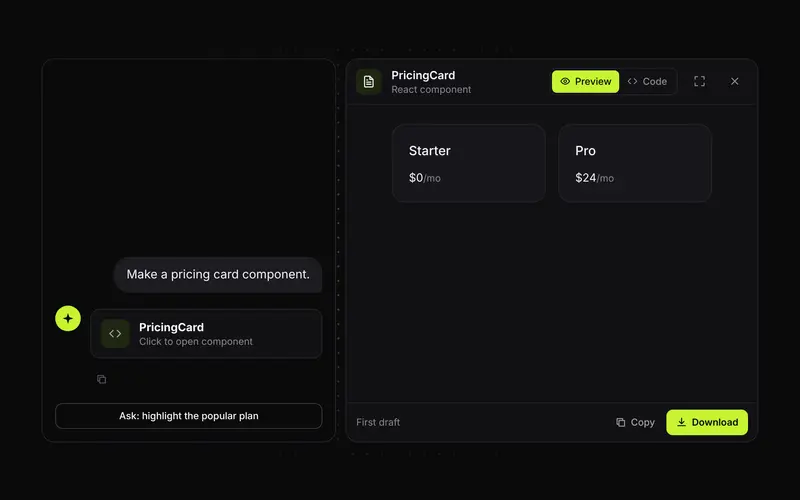 Make a pricing card component.
PricingCard
Click to open component
Ask: highlight the popular plan
PricingCard
React component
Preview
Code
Starter
$0/mo
Pro
$24/mo
First draft
Copy
Download